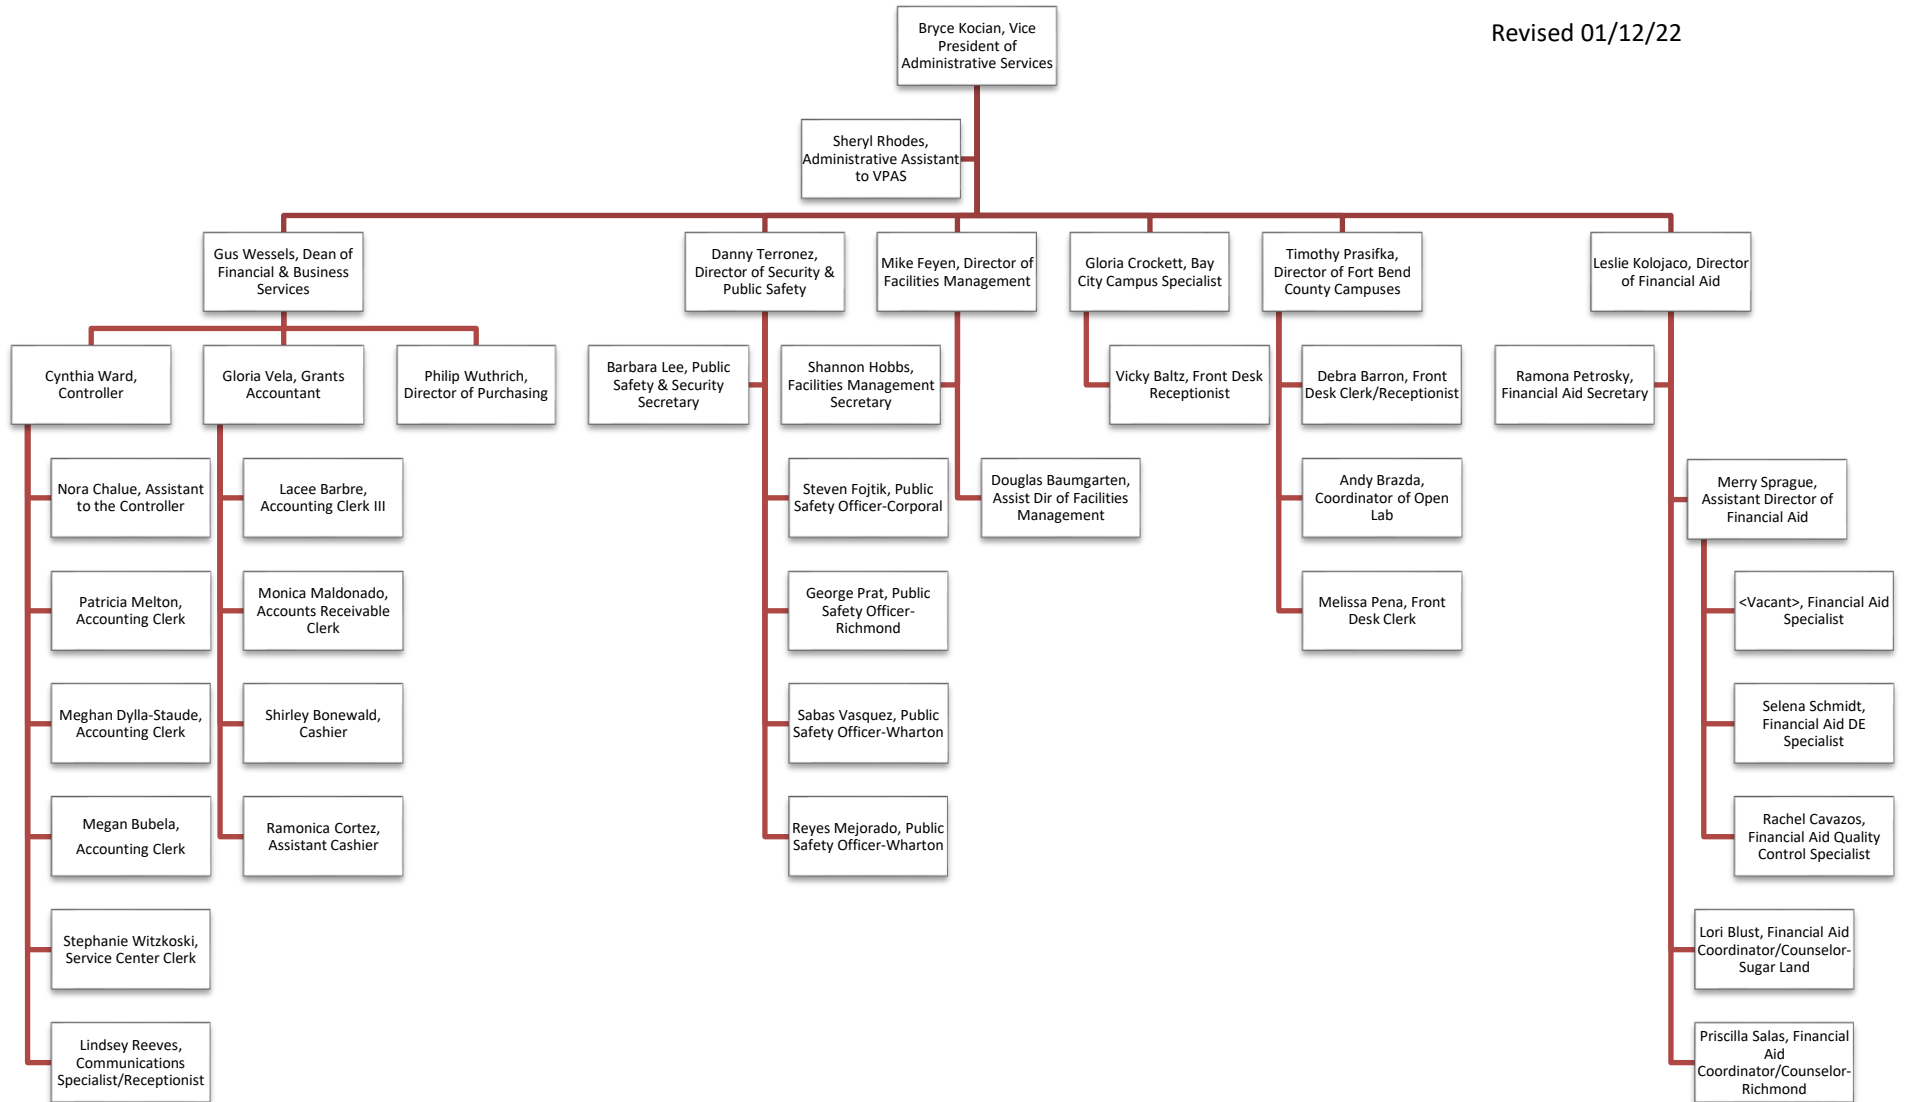 Bryce Kocian, Vice
President of
Administrative Services
Revised 01/12/22
Sheryl Rhodes,
Administrative Assistant
to VPAS
Gus Wessels, Dean of
Financial & Business
Services
Danny Terronez,
Director of Security &
Public Safety
Mike Feyen, Director of
Facilities Management
Gloria Crockett, Bay
City Campus Specialist
Timothy Prasifka,
Director of Fort Bend
County Campuses
Leslie Kolojaco, Director
of Financial Aid
Cynthia Ward,
Controller
Gloria Vela, Grants
Accountant
Philip Wuthrich,
Director of Purchasing
Barbara Lee, Public
Safety & Security
Secretary
Shannon Hobbs,
Facilities Management
Secretary
Vicky Baltz, Front Desk
Receptionist
Debra Barron, Front
Desk Clerk/Receptionist
Ramona Petrosky,
Financial Aid Secretary
Nora Chalue, Assistant
to the Controller
Lacee Barbre,
Accounting Clerk III
Steven Fojtik, Public
Safety Officer-Corporal
Douglas Baumgarten,
Assist Dir of Facilities
Management
Andy Brazda,
Coordinator of Open
Lab
Merry Sprague,
Assistant Director of
Financial Aid
Patricia Melton,
Accounting Clerk
Monica Maldonado,
Accounts Receivable
Clerk
George Prat, Public
Safety Officer-
Richmond
Melissa Pena, Front
Desk Clerk
<Vacant>, Financial Aid
Specialist
Meghan Dylla-Staude,
Accounting Clerk
Shirley Bonewald,
Cashier
Sabas Vasquez, Public
Safety Officer-Wharton
Selena Schmidt,
Financial Aid DE
Specialist
Megan Bubela,
Accounting Clerk
Ramonica Cortez,
Assistant Cashier
Reyes Mejorado, Public
Safety Officer-Wharton
Rachel Cavazos,
Financial Aid Quality
Control Specialist
Stephanie Witzkoski,
Service Center Clerk
Lori Blust, Financial Aid
Coordinator/Counselor-
Sugar Land
Lindsey Reeves,
Communications
Specialist/Receptionist
Priscilla Salas, Financial
Aid
Coordinator/Counselor-
Richmond